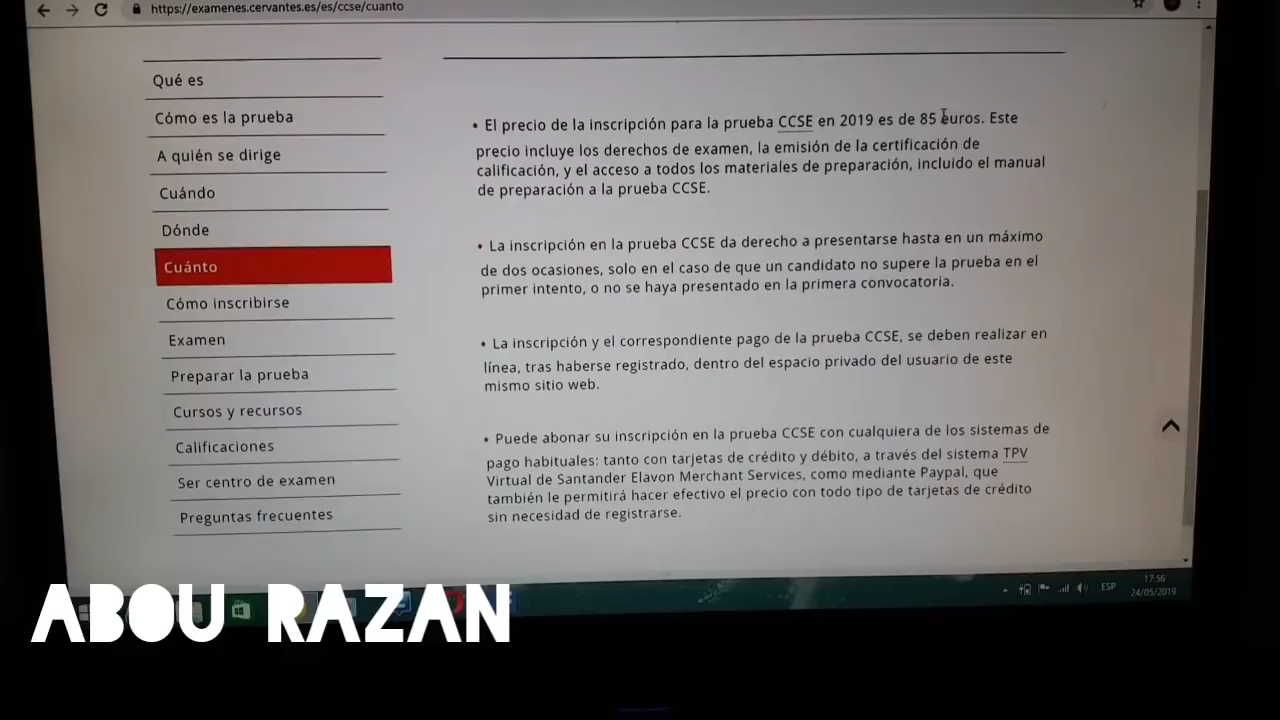 https://examenes.cervantes.es/es/ccse/cuanto
Qué es
Cómo es la prueba
A quién se dirige
Cuándo
Dónde
Cuánto
Cómo inscribirse
Examen
Preparar la prueba
Cursos y recursos
Calificaciones
Ser centro de examen
Preguntas frecuentes
• El precio de la inscripción para la prueba CCSE en 2019 es de 85 euros. Este
precio incluye los derechos de examen, la emisión de la certificación de
calificación, y el acceso a todos los materiales de preparación, incluido el manual
de preparación a la prueba CCSE.
• La inscripción en la prueba CCSE da derecho a presentarse hasta en un máximo
de dos ocasiones, solo en el caso de que un candidato no supere la prueba en el
primer intento, o no se haya presentado en la primera convocatoria.
• La inscripción y el correspondiente pago de la prueba CCSE, se deben realizar en
línea, tras haberse registrado, dentro del espacio privado del usuario de este
mismo sitio web.
• Puede abonar su inscripción en la prueba CCSE con cualquiera de los sistemas de
pago habituales: tanto con tarjetas de crédito y débito, a través del sistema TPV
Virtual de Santander Elavon Merchant Services, como mediante Paypal, que
también le permitirá hacer efectivo el precio con todo tipo de tarjetas de crédito
sin necesidad de registrarse.
ESP
17:56
24/05/2019
ABOU RAZAN